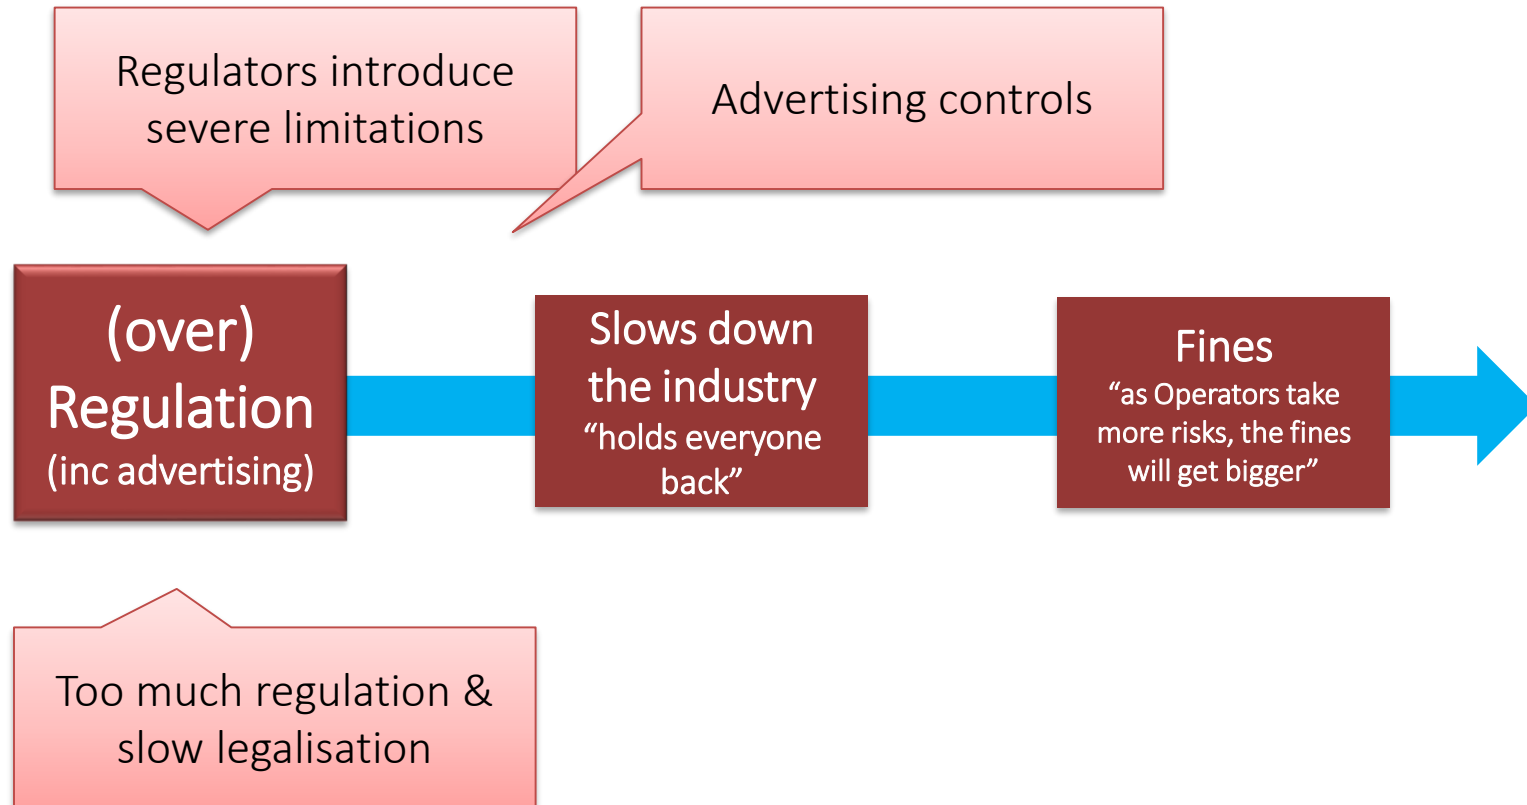 Regulators introduce
severe limitations
Advertising controls
(over)
Regulation
(inc advertising)
Slows down
the industry
“holds everyone
back”
Fines
“as Operators take
more risks, the fines
will get bigger”
Too much regulation &
slow legalisation